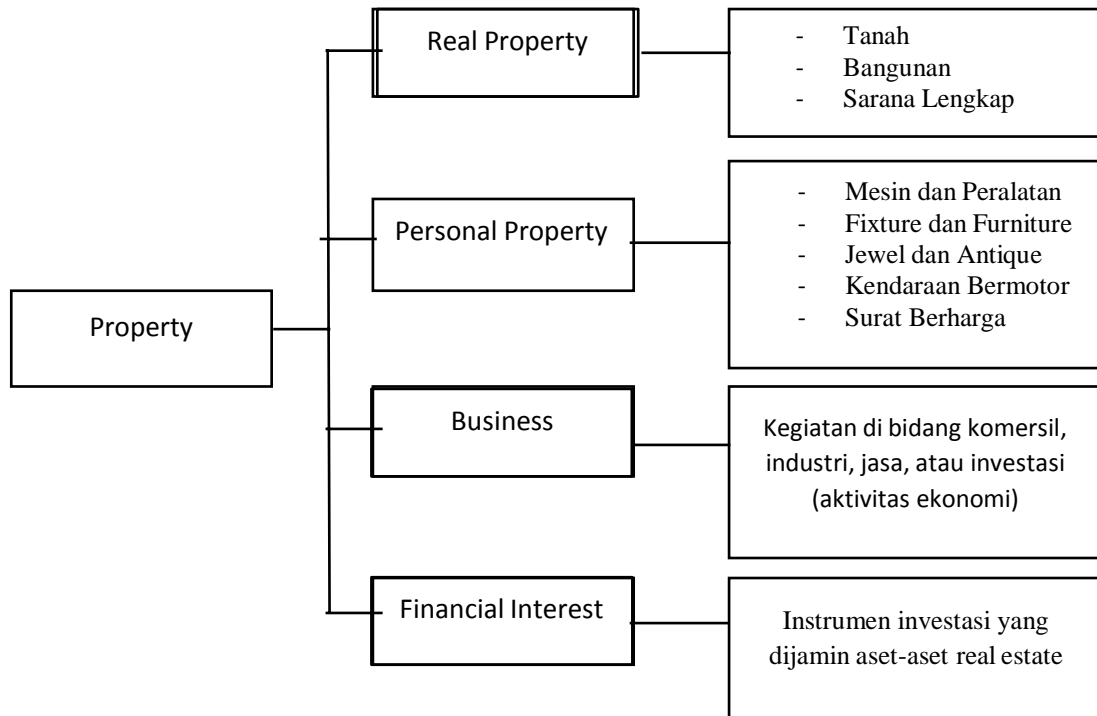 Property
Real Property
- Tanah
- Bangunan
- Sarana Lengkap
Personal Property
- Mesin dan Peralatan
- Fixture dan Furniture
- Jewel dan Antique
- Kendaraan Bermotor
- Surat Berharga
Business
Kegiatan di bidang komersil,
industri, jasa, atau investasi
(aktivitas ekonomi)
Financial Interest
Instrumen investasi yang
dijamin aset-aset real estate